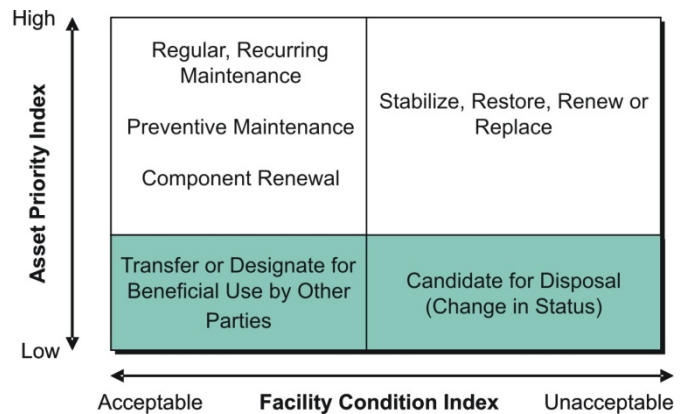 High
Asset Priority Index
Low
Regular, Recurring
Maintenance
Preventive Maintenance
Component Renewal
Stabilize, Restore, Renew or
Replace
Transfer or Designate for
Beneficial Use by Other
Parties
Candidate for Disposal
(Change in Status)
Acceptable
Facility Condition Index
Unacceptable